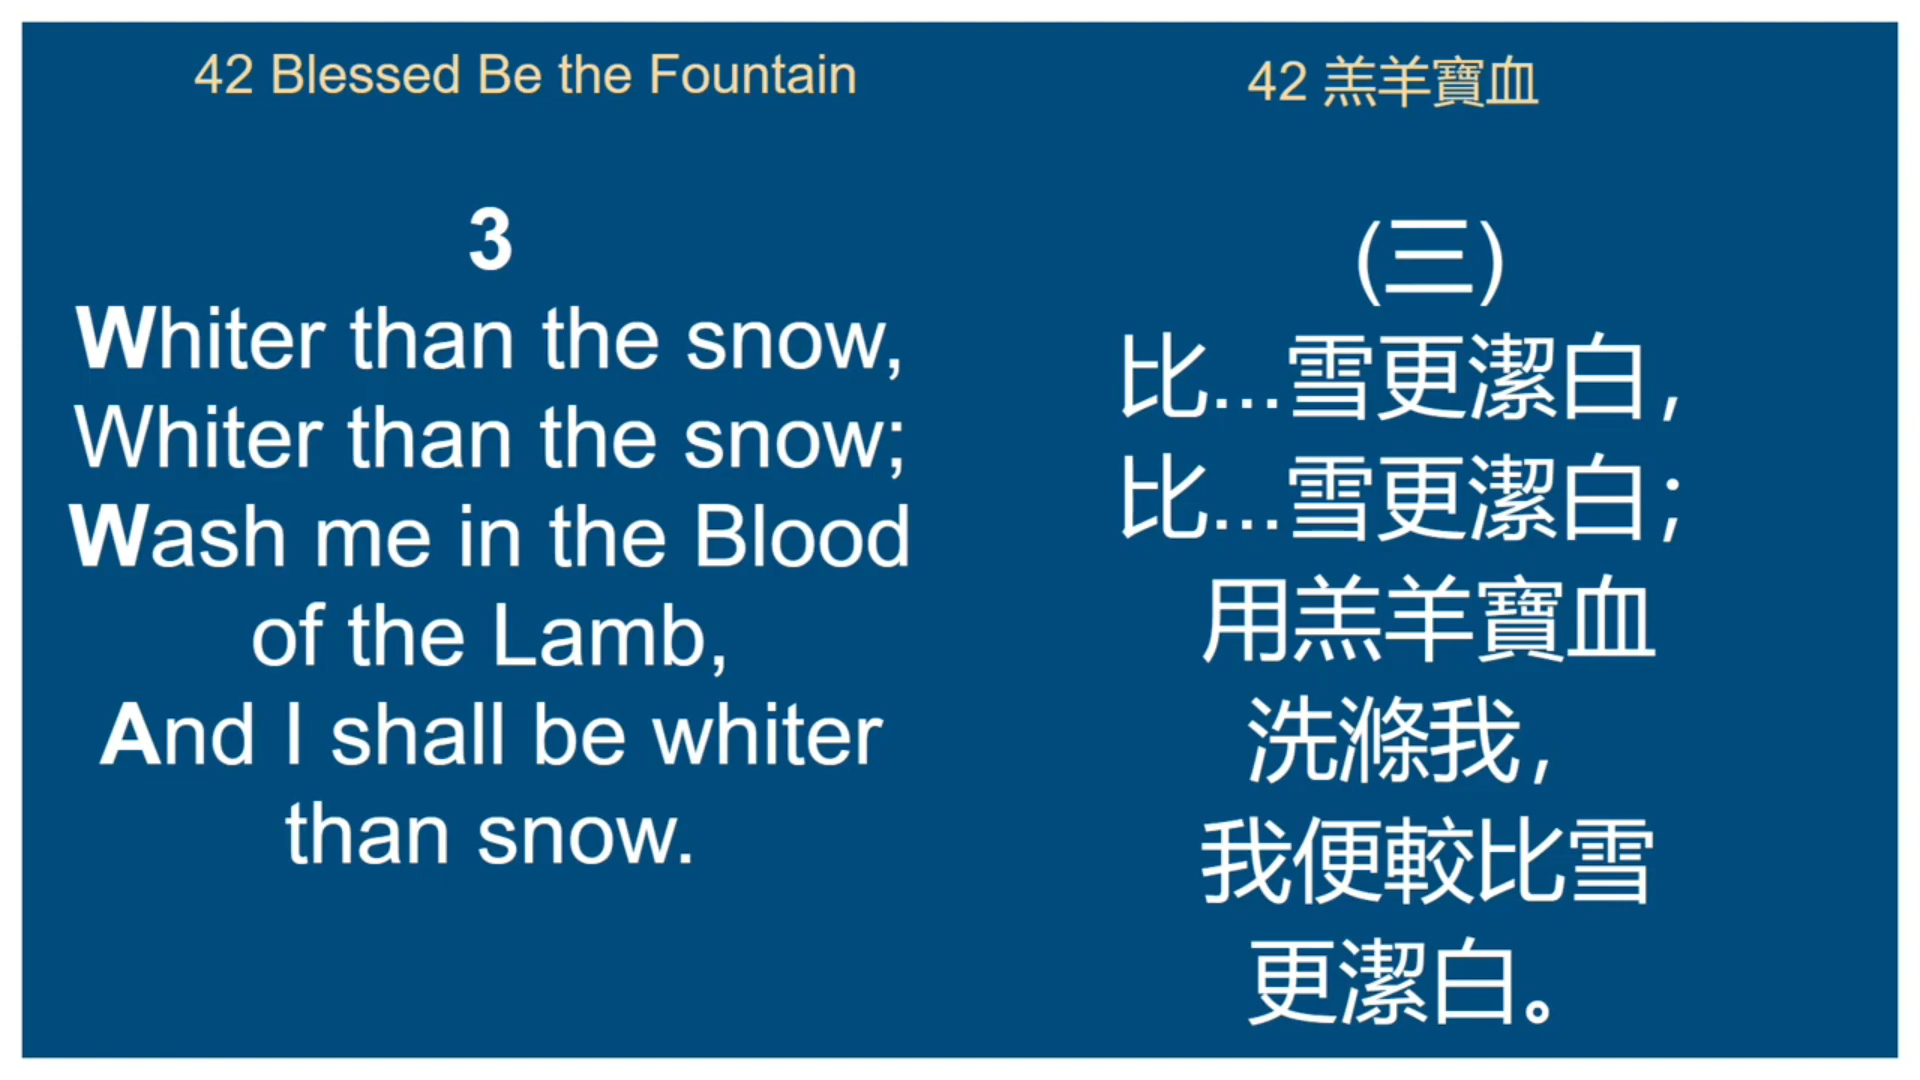 42 Blessed Be the Fountain
3
Whiter than the snow,
Whiter than the snow;
Wash me in the Blood
of the Lamb,
And I shall be whiter
than snow.
42 羔羊寶血
(三)
比...雪更潔白，
比...雪更潔白；
用羔羊寶血
洗滌我，
我便較比雪
更潔白。